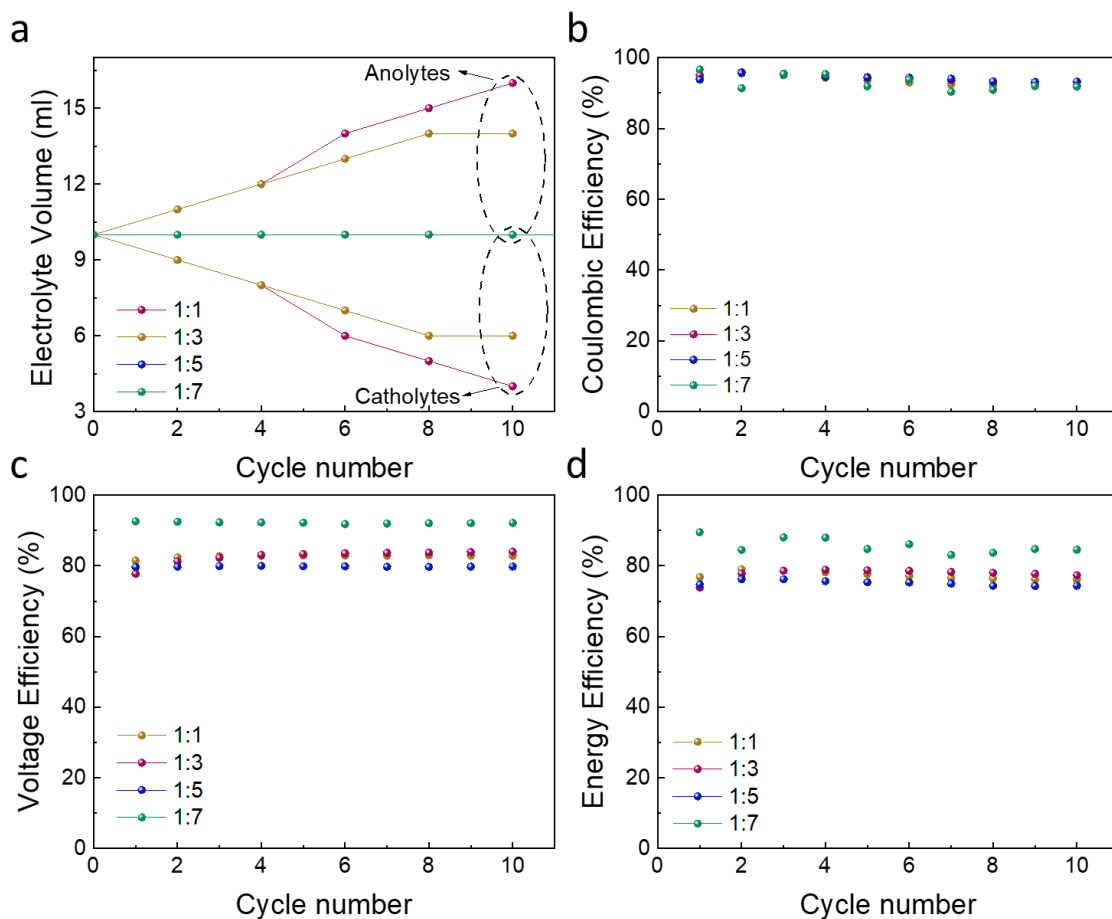 a
Electrolyte Volume (ml)
15
12
9
6
3
Anolytes
Catholytes
1:1
1:3
1:5
1:7
0 2 4 6 8 10
Cycle number
b
Coulombic Efficiency (%)
100
80
60
40
20
0
1:1
1:3
1:5
1:7
0 2 4 6 8 10
Cycle number
c
Voltage Efficiency (%)
100
80
60
40
20
0
1:1
1:3
1:5
1:7
0 2 4 6 8 10
Cycle number
d
Energy Efficiency (%)
100
80
60
40
20
0
1:1
1:3
1:5
1:7
0 2 4 6 8 10
Cycle number